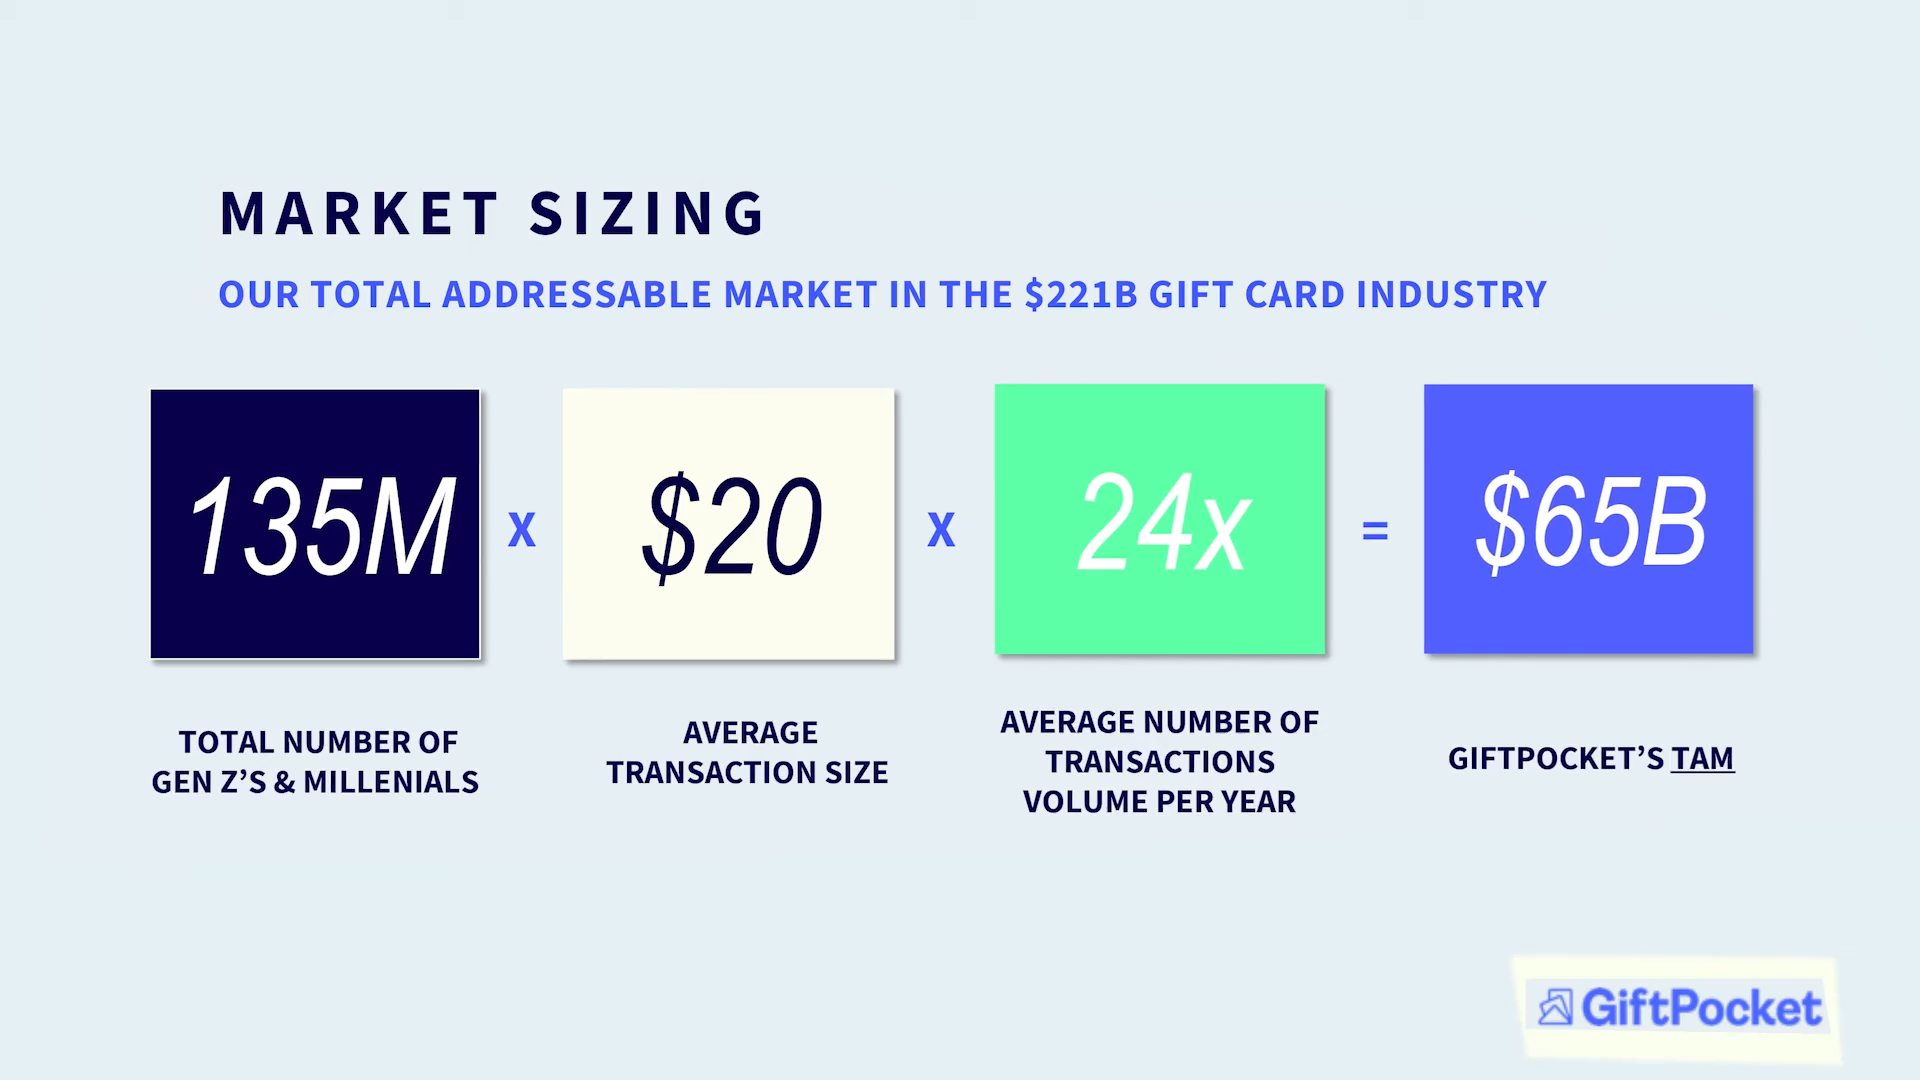 MARKET SIZING
OUR TOTAL ADDRESSABLE MARKET IN THE $221B GIFT CARD INDUSTRY
135M
X
$20
X
24x
=
$65B
TOTAL NUMBER OF
GEN Z'S & MILLENIALS
AVERAGE
TRANSACTION SIZE
AVERAGE NUMBER OF
TRANSACTIONS
VOLUME PER YEAR
GIFTPOCKET'S TAM
GiftPocket